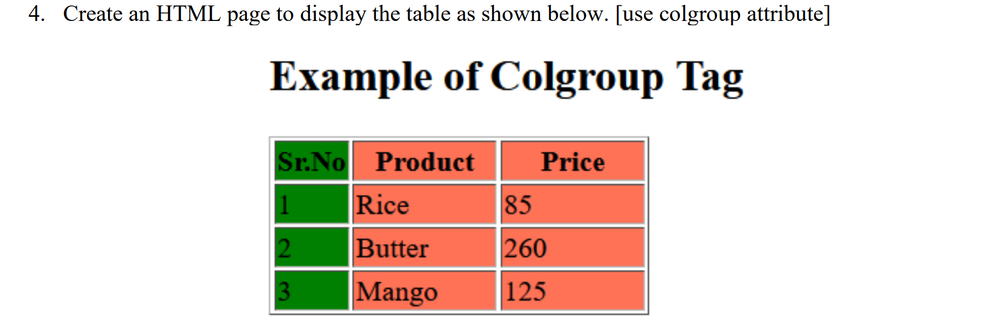 4. Create an HTML page to display the table as shown below. [use colgroup attribute]
Example of Colgroup Tag
Sr.No Product Price
1 Rice 85
2 Butter 260
3 Mango 125